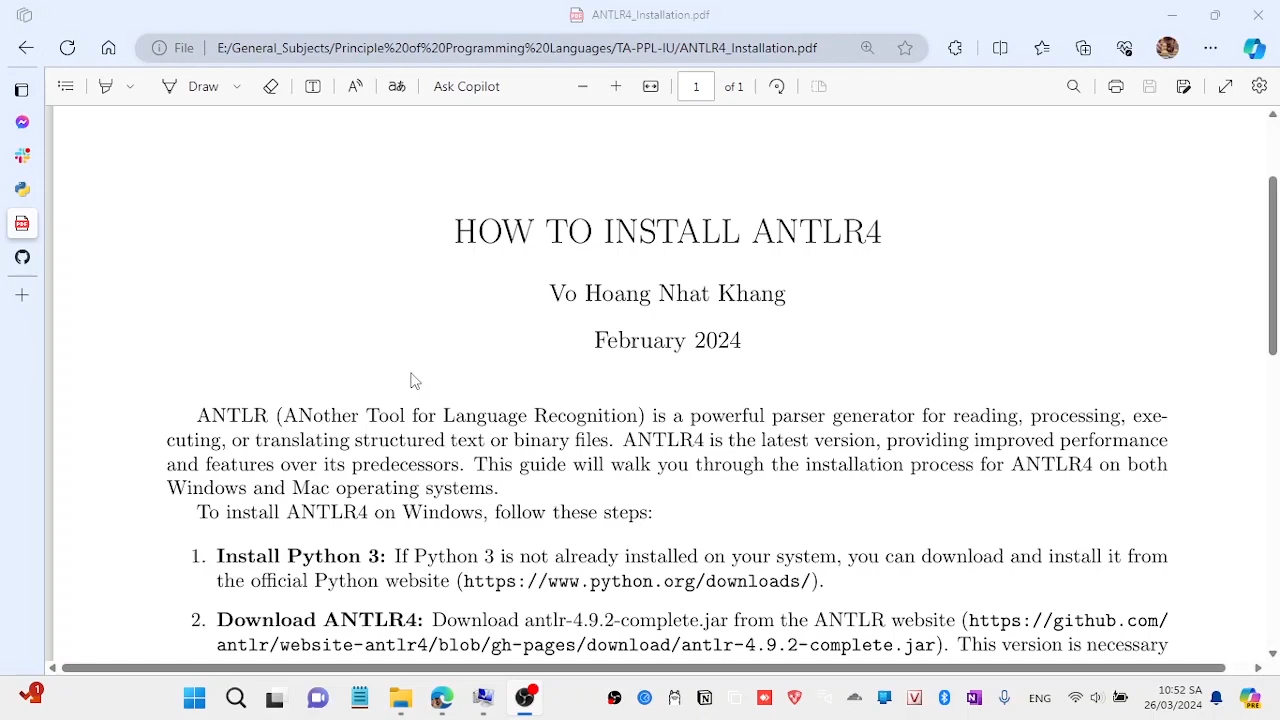 ANTLR4_Installation.pdf
File | E:/General_Subjects/Principle%20of%20Programming%20Languages/TA-PPL-IU/ANTLR4_Installation.pdf
Draw
Ask Copilot
1 of 1
HOW TO INSTALL ANTLR4
Vo Hoang Nhat Khang
February 2024
ANTLR (ANother Tool for Language Recognition) is a powerful parser generator for reading, processing, exe-
cuting, or translating structured text or binary files. ANTLR4 is the latest version, providing improved performance
and features over its predecessors. This guide will walk you through the installation process for ANTLR4 on both
Windows and Mac operating systems.
To install ANTLR4 on Windows, follow these steps:
1. Install Python 3: If Python 3 is not already installed on your system, you can download and install it from
the official Python website (https://www.python.org/downloads/).
2. Download ANTLR4: Download antlr-4.9.2-complete.jar from the ANTLR website (https://github.com/
antlr/website-antlr4/blob/gh-pages/download/antlr-4.9.2-complete.jar). This version is necessary
ENG
10:52 SA
26/03/2024